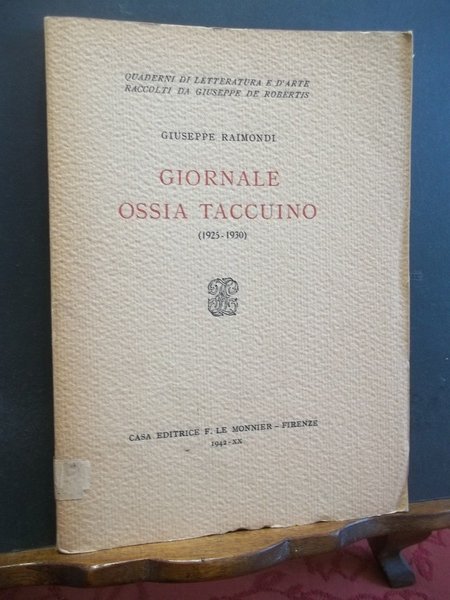 QUADERNI DI LETTERATURA E D'ARTE
RACCOLTI DA GIUSEPPE DE ROBERTIS
GIUSEPPE RAIMONDI
GIORNALE
OSSIA TACCUINO
(1925-1930)
CASA EDITRICE F. LE MONNIER - FIRENZE
1942-XX